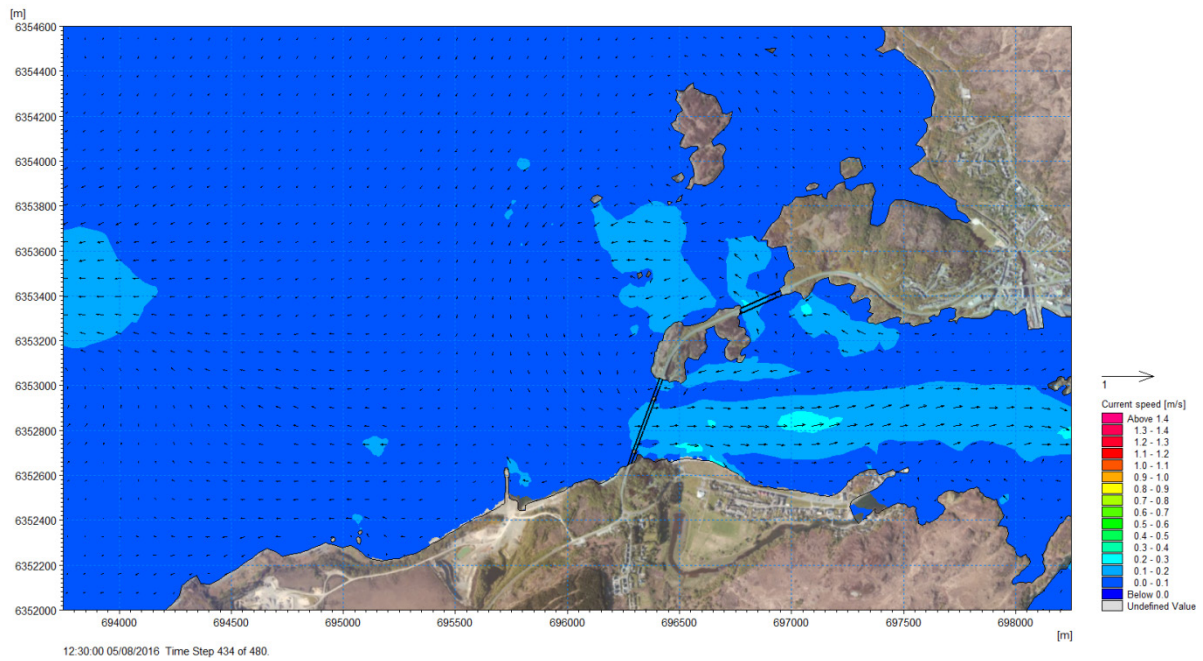 [m]
6354600
6354400
6354200
6354000
6353800
6353600
6353400
6353200
6353000
6352800
6352600
6352400
6352200
6352000
694000 694500 695000 695500 696000 696500 697000 697500 698000
[m]
12:30:00 05/08/2016 Time Step 434 of 480.
1
Current speed [m/s]
Above 1.4
1.3 - 1.4
1.2 - 1.3
1.1 - 1.2
1.0 - 1.1
0.9 - 1.0
0.8 - 0.9
0.7 - 0.8
0.6 - 0.7
0.5 - 0.6
0.4 - 0.5
0.3 - 0.4
0.2 - 0.3
0.1 - 0.2
0.0 - 0.1
Below 0.0
Undefined Value